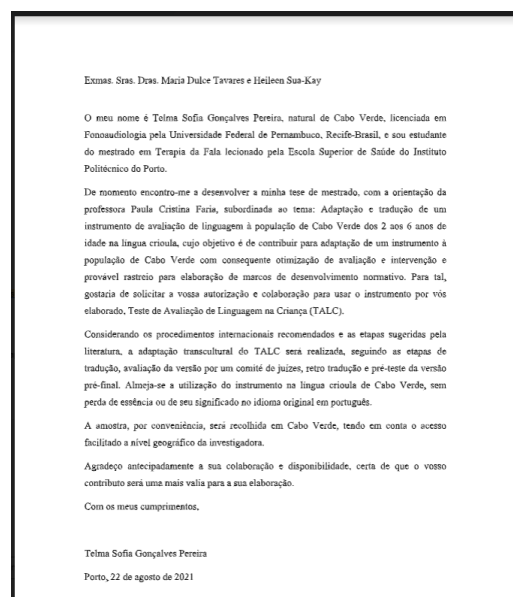 Exmas. Sras. Dras. Maria Dulce Tavares e Heileen Sua-Kay
O meu nome é Telma Sofia Gonçalves Pereira, natural de Cabo Verde, licenciada em
Fonoaudiologia pela Universidade Federal de Pernambuco, Recife-Brasil, e sou estudante
do mestrado em Terapia da Fala lecionado pela Escola Superior de Saúde do Instituto
Politécnico do Porto.
De momento encontro-me a desenvolver a minha tese de mestrado, com a orientação da
professora Paula Cristina Faria, subordinada ao tema: Adaptação e tradução de um
instrumento de avaliação de linguagem à população de Cabo Verde dos 2 aos 6 anos de
idade na língua crioula, cujo objetivo é de contribuir para adaptação de um instrumento à
população de Cabo Verde com consequente otimização de avaliação e intervenção e
provável rastreio para elaboração de marcos de desenvolvimento normativo. Para tal,
gostaria de solicitar a vossa autorização e colaboração para usar o instrumento por vós
elaborado, Teste de Avaliação de Linguagem na Criança (TALC).
Considerando os procedimentos internacionais recomendados e as etapas sugeridas pela
literatura, a adaptação transcultural do TALC será realizada, seguindo as etapas de
tradução, avaliação da versão por um comité de juízes, retro tradução e pré-teste da versão
pré-final. Almeja-se a utilização do instrumento na língua crioula de Cabo Verde, sem
perda de essência ou de seu significado no idioma original em português.
A amostra, por conveniência, será recolhida em Cabo Verde, tendo em conta o acesso
facilitado a nível geográfico da investigadora.
Agradeço antecipadamente a sua colaboração e disponibilidade, certa de que o vosso
contributo será uma mais valia para a sua elaboração.
Com os meus cumprimentos,
Telma Sofia Gonçalves Pereira
Porto, 22 de agosto de 2021